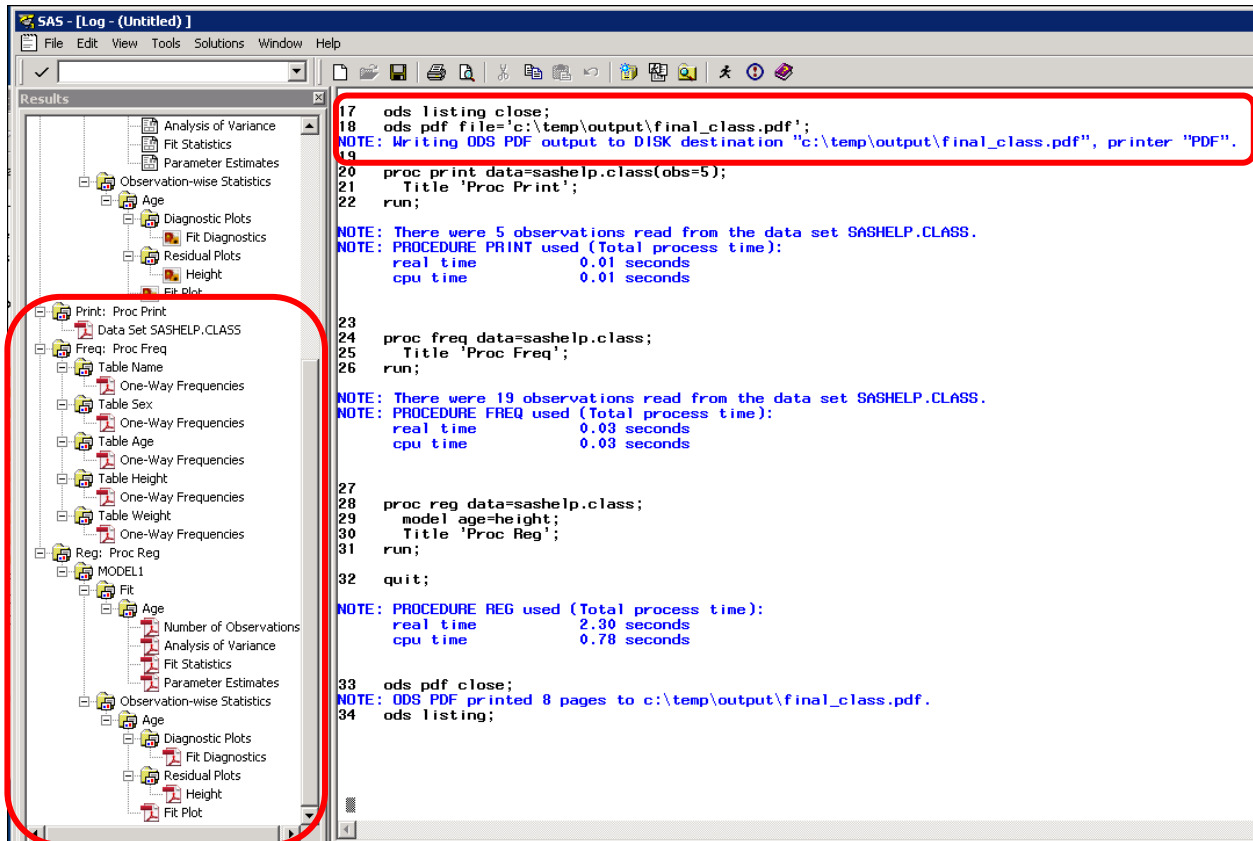 SAS - [Log - (Untitled) ]
File Edit View Tools Solutions Window Help
Results
Analysis of Variance
Fit Statistics
Parameter Estimates
Observation-wise Statistics
Age
Diagnostic Plots
Fit Diagnostics
Residual Plots
Height
Fit Plot
Print: Proc Print
Data Set SASHELP.CLASS
Freq: Proc Freq
Table Name
One-Way Frequencies
Table Sex
One-Way Frequencies
Table Age
One-Way Frequencies
Table Height
One-Way Frequencies
Table Weight
One-Way Frequencies
Reg: Proc Reg
MODEL1
Fit
Age
Number of Observations
Analysis of Variance
Fit Statistics
Parameter Estimates
Observation-wise Statistics
Age
Diagnostic Plots
Fit Diagnostics
Residual Plots
Height
Fit Plot
17 ods listing close;
18 ods pdf file='c:\temp\output\final_class.pdf';
NOTE: Writing ODS PDF output to DISK destination "c:\temp\output\final_class.pdf", printer "PDF".
19
20 proc print data=sashelp.class(obs=5);
21 Title 'Proc Print';
22 run;
NOTE: There were 5 observations read from the data set SASHELP.CLASS.
NOTE: PROCEDURE PRINT used (Total process time):
real time 0.01 seconds
cpu time 0.01 seconds
23
24 proc freq data=sashelp.class;
25 Title 'Proc Freq';
26 run;
NOTE: There were 19 observations read from the data set SASHELP.CLASS.
NOTE: PROCEDURE FREQ used (Total process time):
real time 0.03 seconds
cpu time 0.03 seconds
27
28 proc reg data=sashelp.class;
29 model age=height;
30 Title 'Proc Reg';
31 run;
32 quit;
NOTE: PROCEDURE REG used (Total process time):
real time 2.30 seconds
cpu time 0.78 seconds
33 ods pdf close;
NOTE: ODS PDF printed 8 pages to c:\temp\output\final_class.pdf.
34 ods listing;